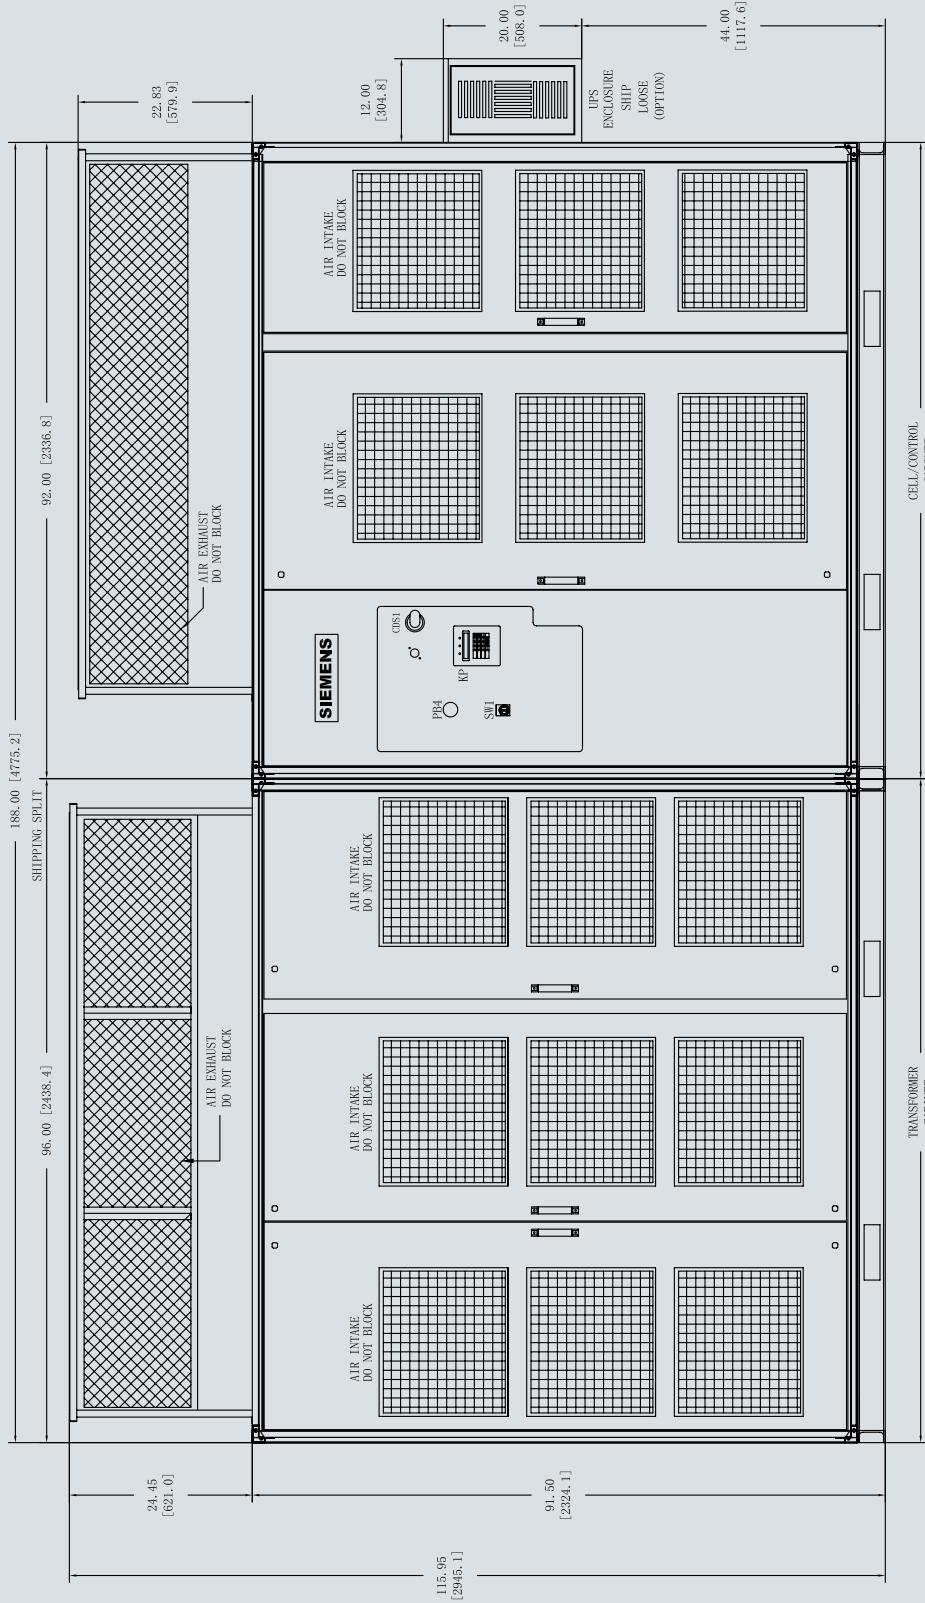 188.00 [4775.2]
SHIPPING SPLIT
96.00 [2438.4]
92.00 [2336.8]
24.45
[621.0]
22.83
[579.9]
115.95
[2945.1]
91.50
[2324.1]
AIR EXHAUST
DO NOT BLOCK
AIR EXHAUST
DO NOT BLOCK
AIR INTAKE
DO NOT BLOCK
AIR INTAKE
DO NOT BLOCK
AIR INTAKE
DO NOT BLOCK
SIEMENS
CDS1
PB4
KP
SW1
AIR INTAKE
DO NOT BLOCK
AIR INTAKE
DO NOT BLOCK
12.00
[304.8]
20.00
[508.0]
UPS
ENCLOSURE
SHIP
LOOSE
(OPTION)
44.00
[1117.6]
TRANSFORMER
CELL/CONTROL